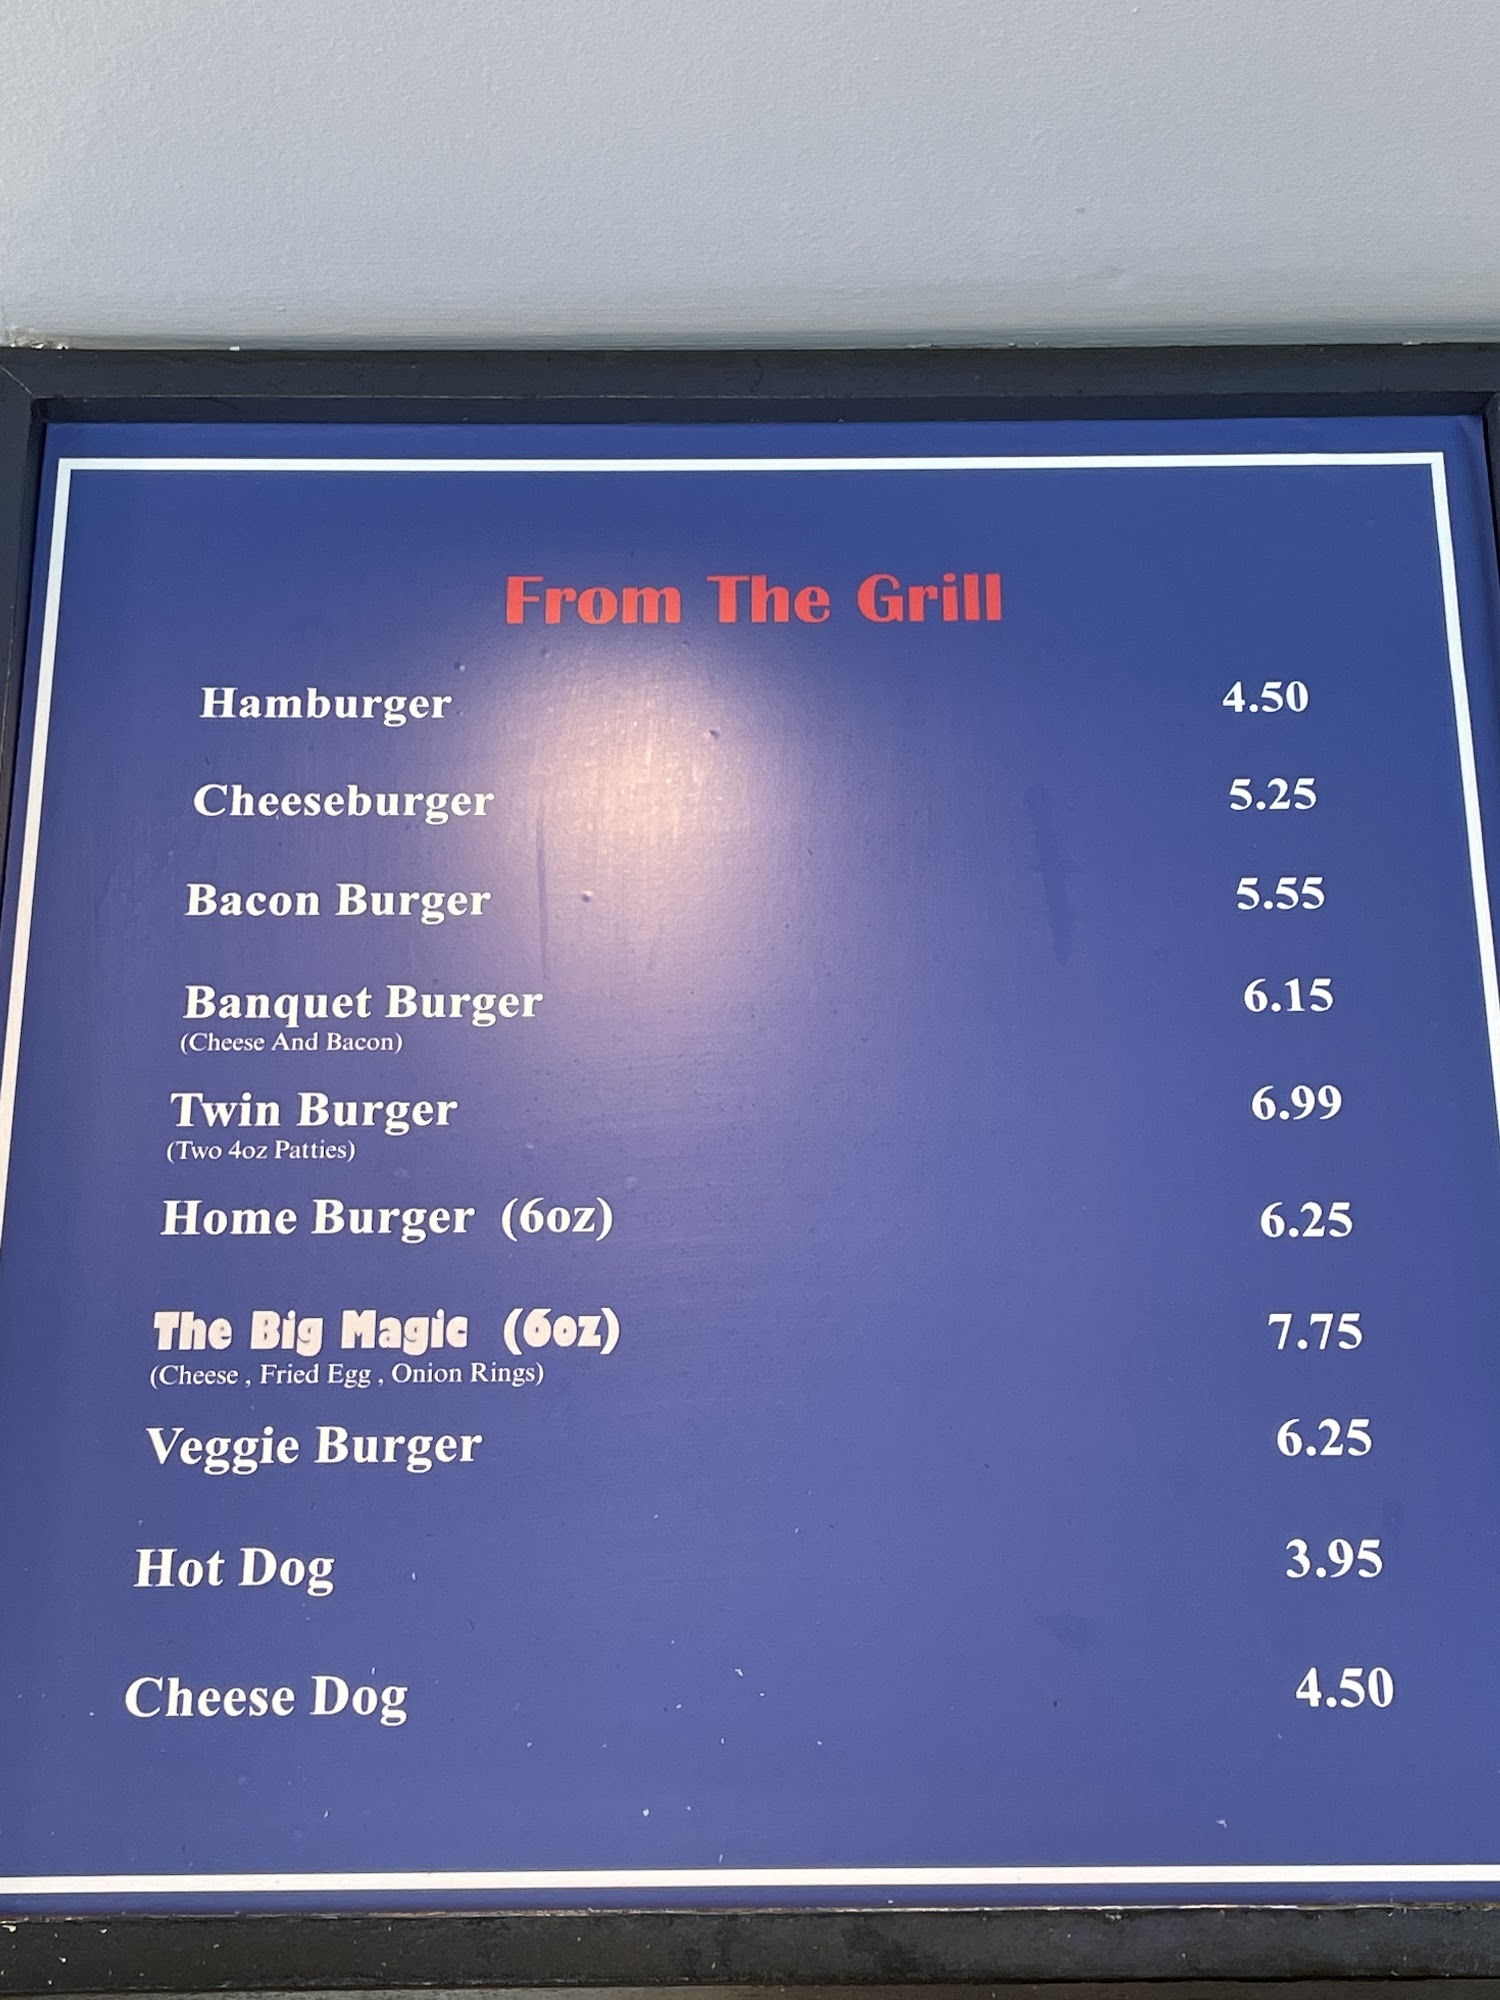 From The Grill
Hamburger 4.50
Cheeseburger 5.25
Bacon Burger 5.55
Banquet Burger 6.15
(Cheese And Bacon)
Twin Burger 6.99
(Two 4oz Patties)
Home Burger (6oz) 6.25
The Big Magic (6oz) 7.75
(Cheese , Fried Egg , Onion Rings)
Veggie Burger 6.25
Hot Dog 3.95
Cheese Dog 4.50